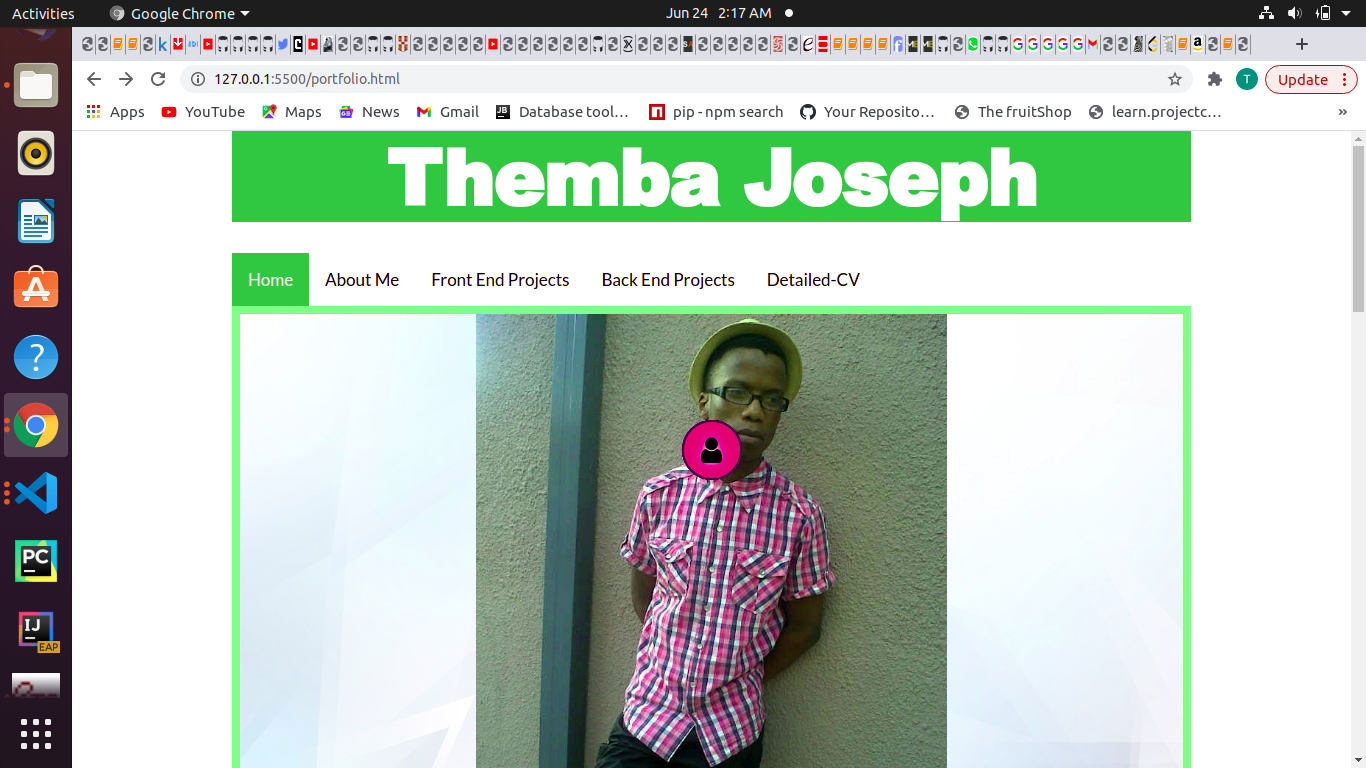 Activities Google Chrome Jun 24 2:17 AM
127.0.0.1:5500/portfolio.html Update
Apps YouTube Maps News Gmail Database tool… pip - npm search Your Reposito… The fruitShop learn.projectc… »
Themba Joseph
Home About Me Front End Projects Back End Projects Detailed-CV
T
PC
IJ
EAP